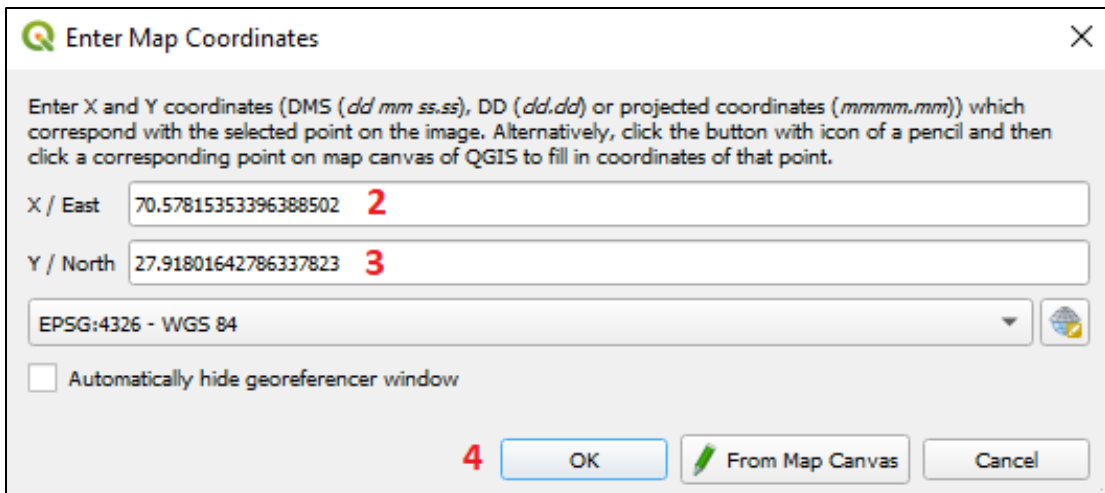 Enter Map Coordinates
Enter X and Y coordinates (DMS (dd mm ss.ss), DD (dd.dd) or projected coordinates (mmmm.mm)) which
correspond with the selected point on the image. Alternatively, click the button with icon of a pencil and then
click a corresponding point on map canvas of QGIS to fill in coordinates of that point.
X / East 70.57815353396388502 2
Y / North 27.91801642786337823 3
EPSG:4326 - WGS 84
Automatically hide georeferencer window
4 OK From Map Canvas Cancel